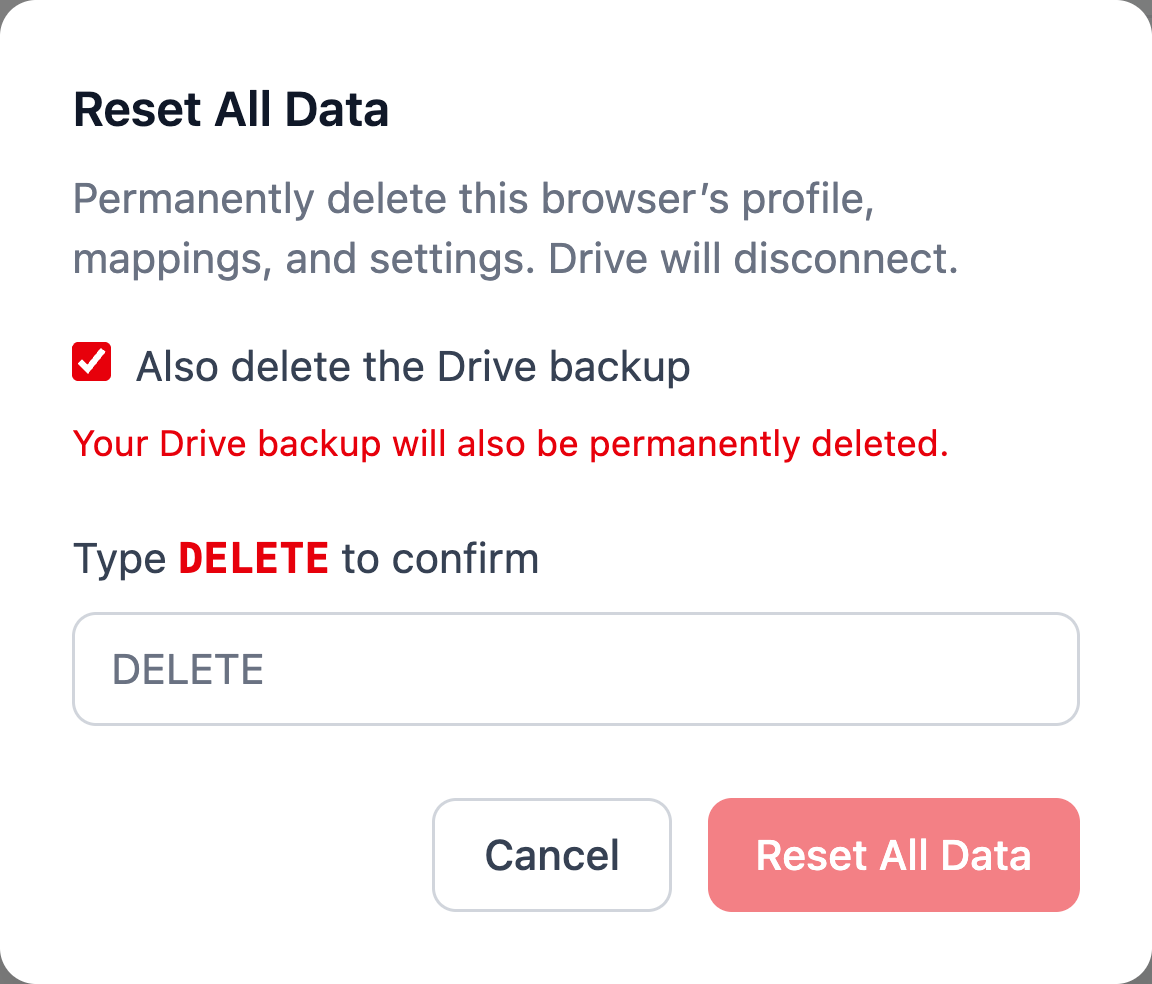 Reset All Data
Permanently delete this browser’s profile,
mappings, and settings. Drive will disconnect.
Also delete the Drive backup
Your Drive backup will also be permanently deleted.
Type DELETE to confirm
DELETE
Cancel
Reset All Data